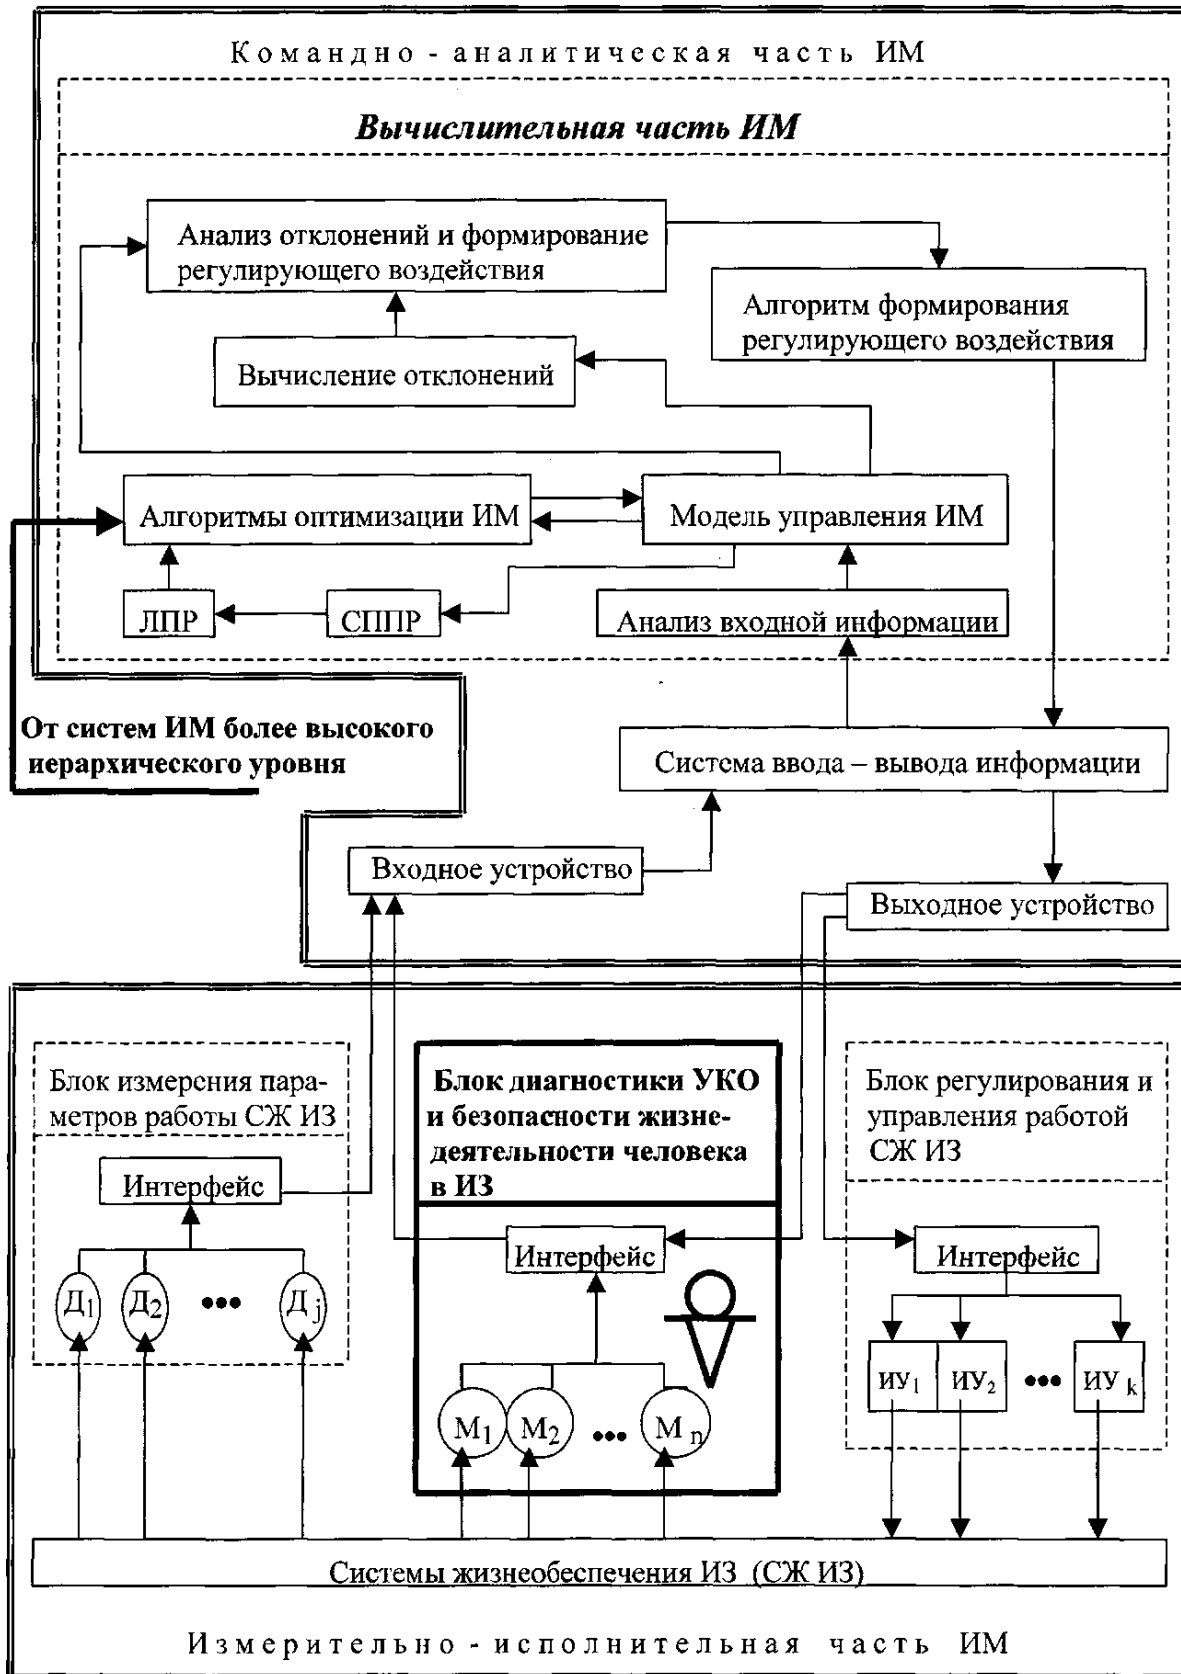 Командно - аналитическая часть ИМ
Вычислительная часть ИМ
Анализ отклонений и формирование
регулирующего воздействия
Алгоритм формирования
регулирующего воздействия
Вычисление отклонений
Алгоритмы оптимизации ИМ
Модель управления ИМ
ЛПР
СППР
Анализ входной информации
От систем ИМ более высокого
иерархического уровня
Система ввода – вывода информации
Входное устройство
Выходное устройство
Блок измерения пара-
метров работы СЖ ИЗ
Интерфейс
Д1
Д2
•••
Дj
Блок диагностики УКО
и безопасности жизне-
деятельности человека
в ИЗ
Интерфейс
М1
М2
•••
Мn
Блок регулирования и
управления работой
СЖ ИЗ
Интерфейс
ИУ1
ИУ2
•••
ИУk
Системы жизнеобеспечения ИЗ (СЖ ИЗ)
Измерительно - исполнительная часть ИМ